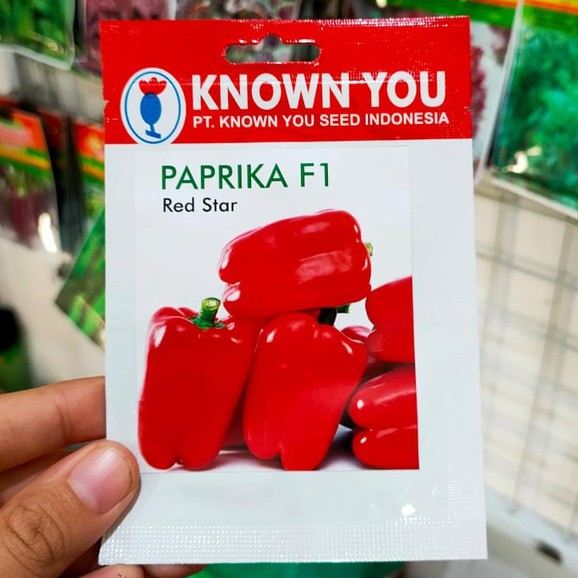 KNOWN YOU
PT. KNOWN YOU SEED INDONESIA
PAPRIKA F1
Red Star